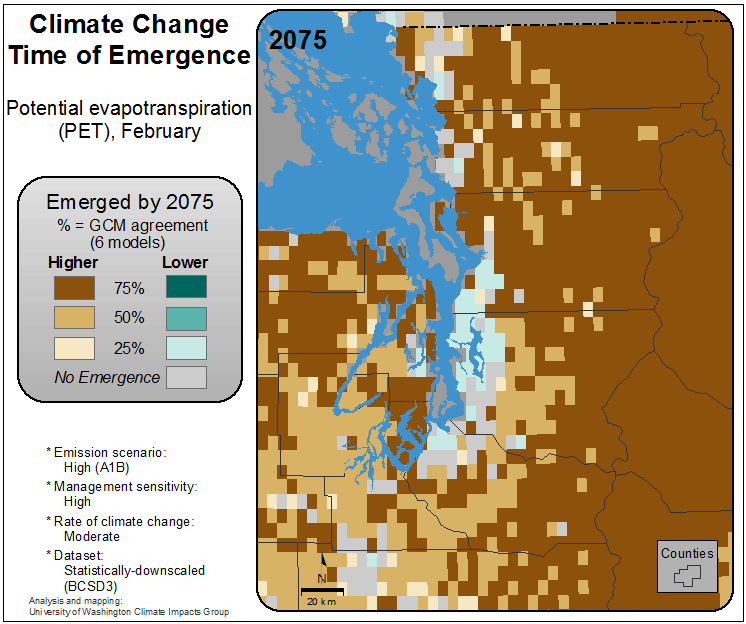 Climate Change
Time of Emergence
Potential evapotranspiration
(PET), February
Emerged by 2075
% = GCM agreement
(6 models)
Higher Lower
75%
50%
25%
No Emergence
* Emission scenario:
High (A1B)
* Management sensitivity:
High
* Rate of climate change:
Moderate
* Dataset:
Statistically-downscaled
(BCSD3)
Analysis and mapping:
University of Washington Climate Impacts Group
2075
N
20 km
Counties